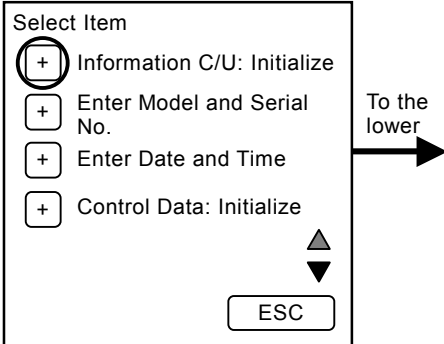 Select Item
+ Information C/U: Initialize
+ Enter Model and Serial
No.
+ Enter Date and Time
+ Control Data: Initialize
ESC
To the
lower